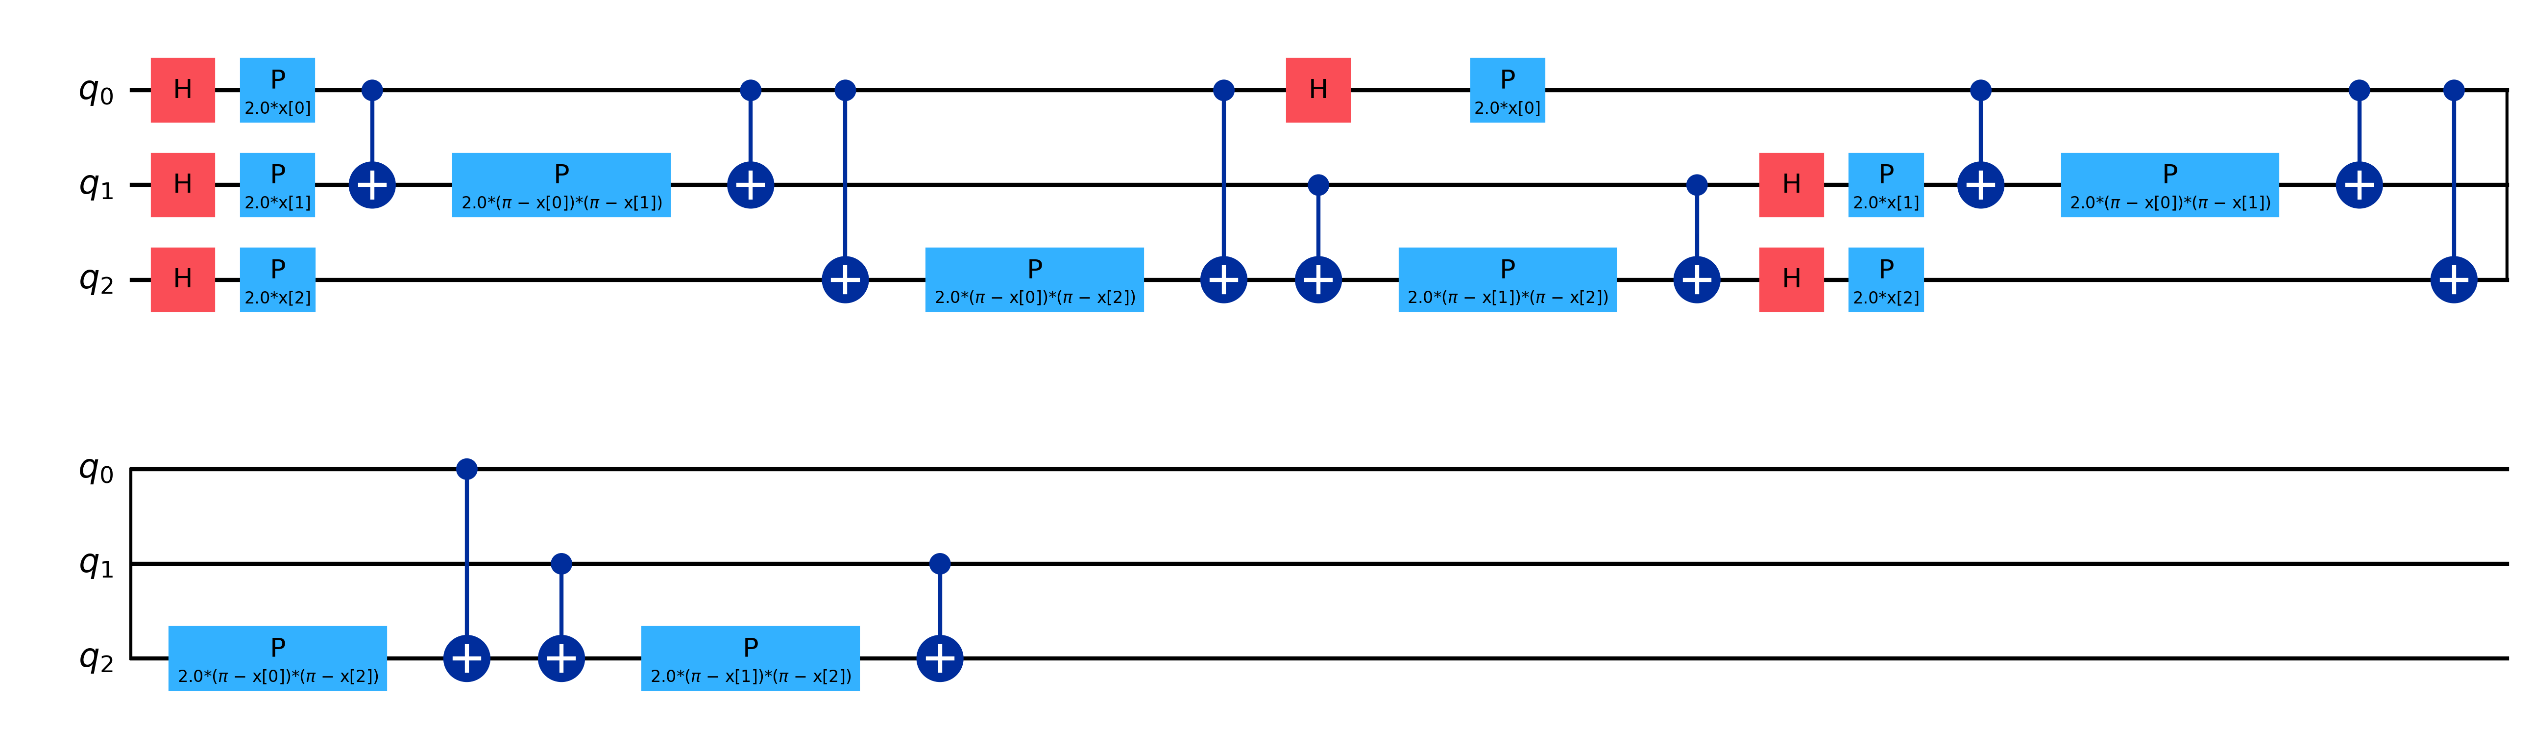 q0 H P 2.0*x[0] H P 2.0*x[0]
q1 H P 2.0*x[1] P 2.0*(π − x[0])*(π − x[1]) H P 2.0*x[1] P 2.0*(π − x[0])*(π − x[1])
q2 H P 2.0*x[2] P 2.0*(π − x[0])*(π − x[2]) P 2.0*(π − x[1])*(π − x[2]) H P 2.0*x[2]
q0
q1
q2 P 2.0*(π − x[0])*(π − x[2]) P 2.0*(π − x[1])*(π − x[2])